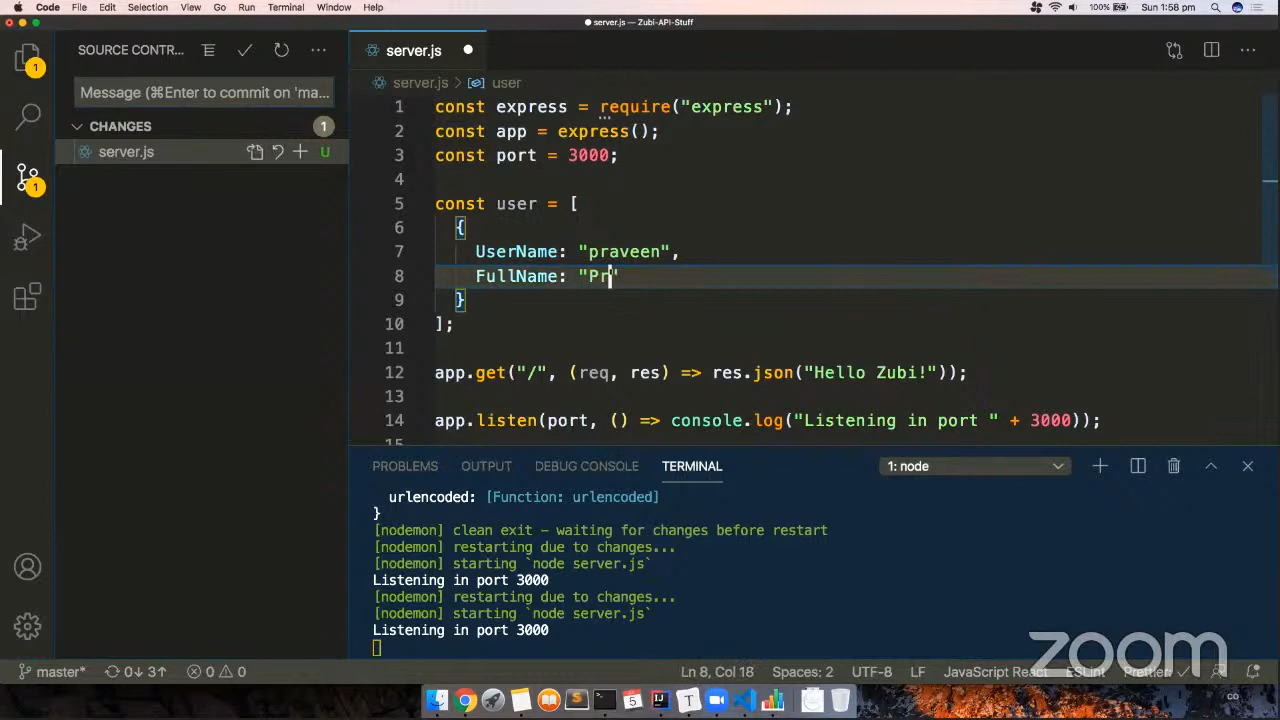 Code File Edit Selection View Go Run Terminal Window Help 100% Sun 1:58 pm
server.js — Zubi-API-Stuff
SOURCE CONTR...
server.js
Message (⌘Enter to commit on 'ma...
server.js > user
CHANGES 1
server.js U
1
1
1 const express = require("express");
2 const app = express();
3 const port = 3000;
4
5 const user = [
6 {
7 UserName: "praveen",
8 FullName: "Pr"
9 }
10 ];
11
12 app.get("/", (req, res) => res.json("Hello Zubi!"));
13
14 app.listen(port, () => console.log("Listening in port " + 3000));
15
PROBLEMS OUTPUT DEBUG CONSOLE TERMINAL 1: node
urlencoded: [Function: urlencoded]
}
[nodemon] clean exit - waiting for changes before restart
[nodemon] restarting due to changes...
[nodemon] starting `node server.js`
Listening in port 3000
[nodemon] restarting due to changes...
[nodemon] starting `node server.js`
Listening in port 3000
zoom
master* 0↓ 3↑ 0 0 Ln 8, Col 18 Spaces: 2 UTF-8 LF JavaScript React ESLint Prettier: ✓